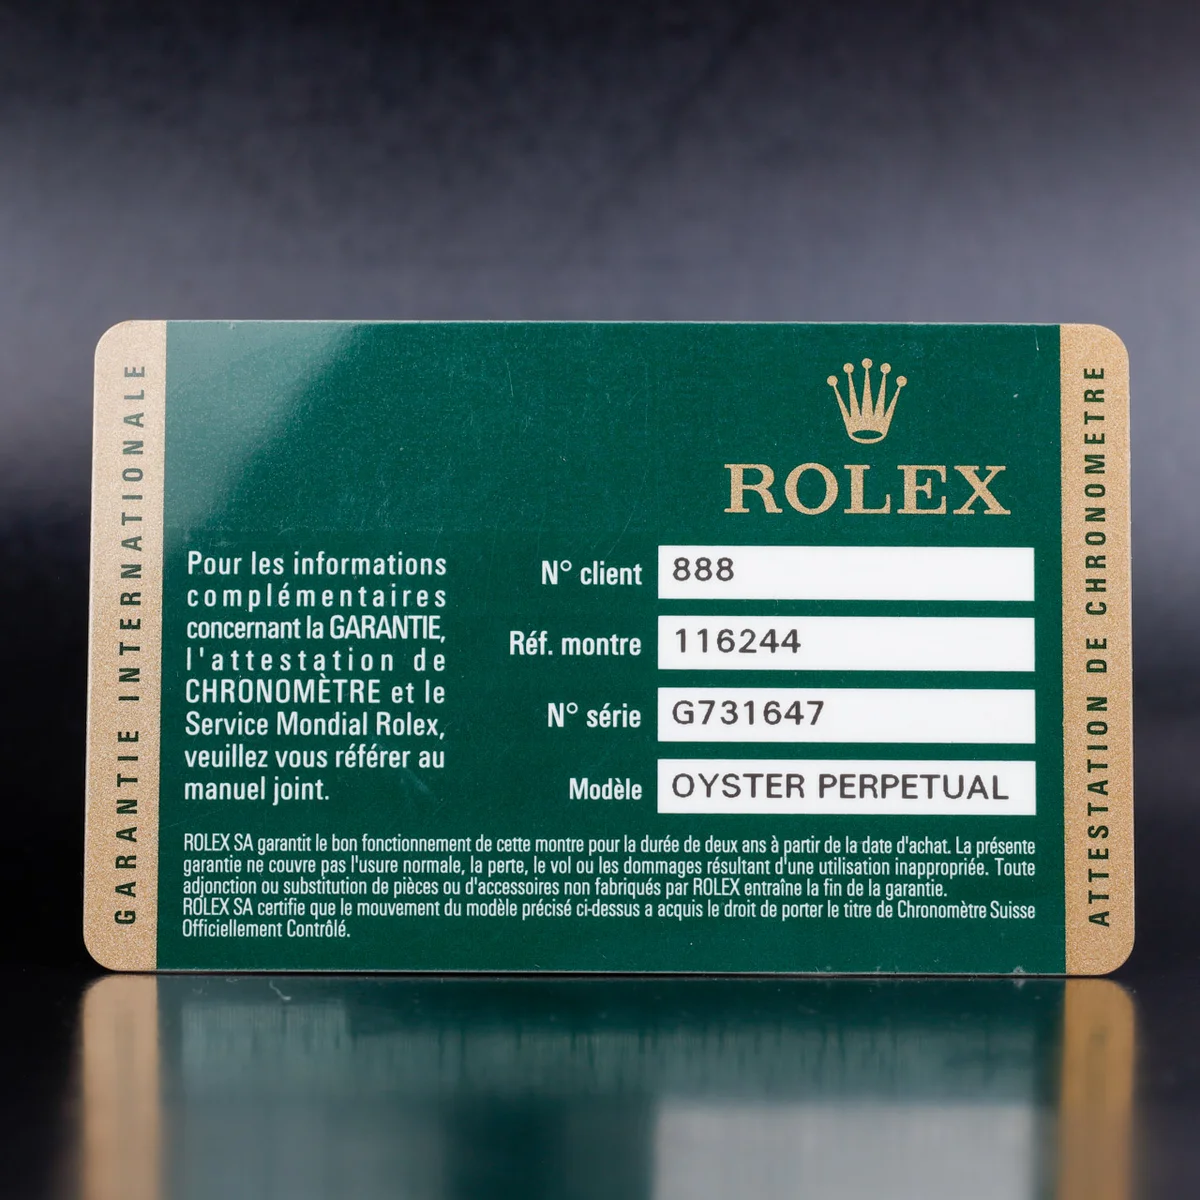 GARANTIE INTERNATIONALE
ROLEX
Pour les informations
complémentaires
concernant la GARANTIE,
l'attestation de
CHRONOMÈTRE et le
Service Mondial Rolex,
veuillez vous référer au
manuel joint.
N° client 888
Réf. montre 116244
N° série G731647
Modèle OYSTER PERPETUAL
ROLEX SA garantit le bon fonctionnement de cette montre pour la durée de deux ans à partir de la date d'achat. La présente
garantie ne couvre pas l'usure normale, la perte, le vol ou les dommages résultant d'une utilisation inappropriée. Toute
adjonction ou substitution de pièces ou d'accessoires non fabriqués par ROLEX entraîne la fin de la garantie.
ROLEX SA certifie que le mouvement du modèle précisé ci-dessus a acquis le droit de porter le titre de Chronomètre Suisse
Officiellement Contrôlé.
ATTESTATION DE CHRONOMETRE